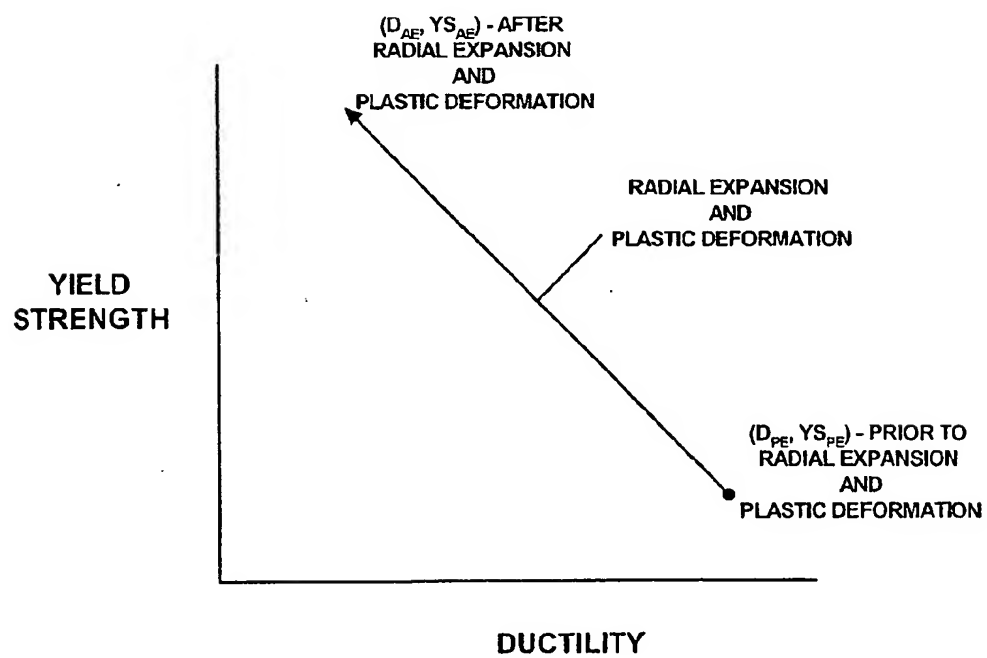 (D_AE, YS_AE) - AFTER
RADIAL EXPANSION
AND
PLASTIC DEFORMATION
RADIAL EXPANSION
AND
PLASTIC DEFORMATION
YIELD
STRENGTH
(D_PE, YS_PE) - PRIOR TO
RADIAL EXPANSION
AND
PLASTIC DEFORMATION
DUCTILITY